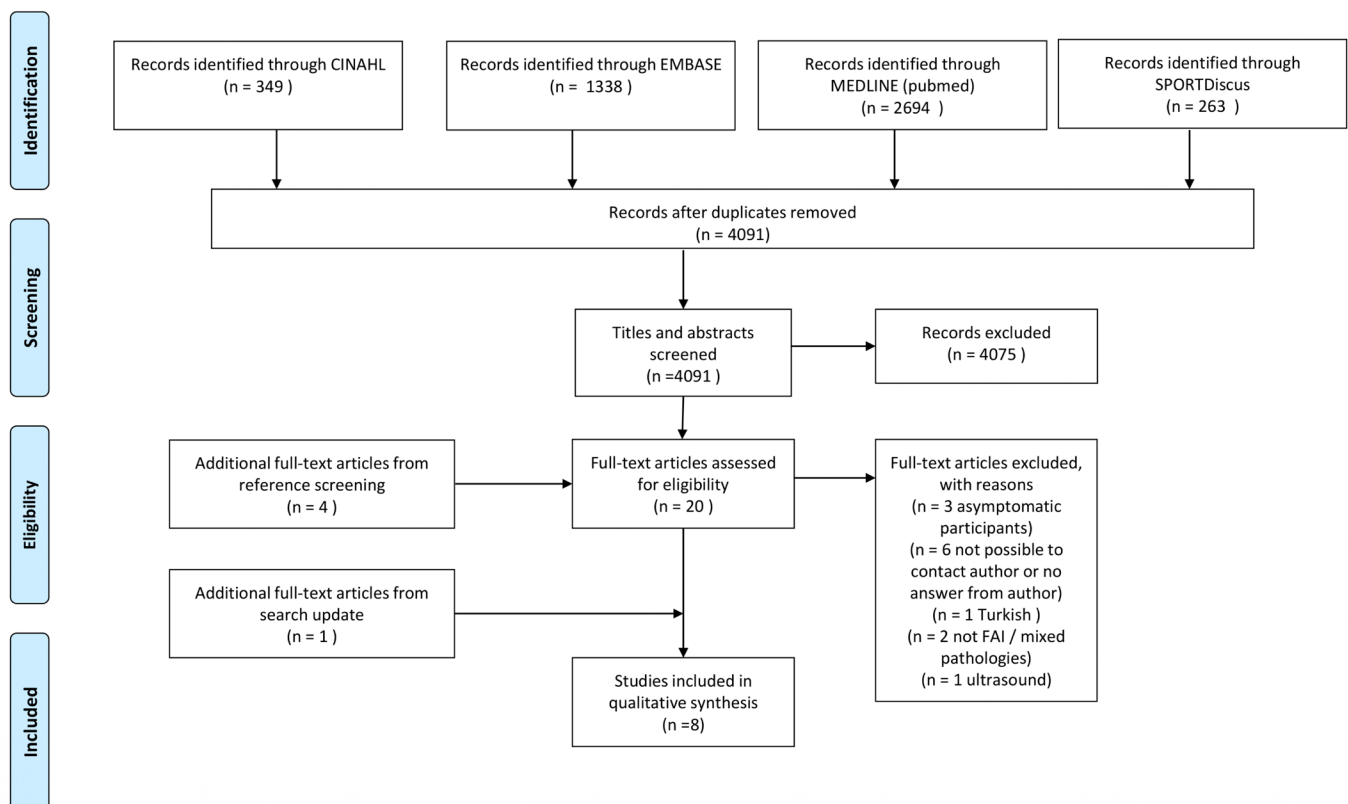 Identification
Records identified through CINAHL
(n = 349 )
Records identified through EMBASE
(n = 1338 )
Records identified through
MEDLINE (pubmed)
(n = 2694 )
Records identified through
SPORTDiscus
(n = 263 )
Records after duplicates removed
(n = 4091)
Screening
Titles and abstracts
screened
(n =4091 )
Records excluded
(n = 4075 )
Eligibility
Additional full-text articles from
reference screening
(n = 4 )
Full-text articles assessed
for eligibility
(n = 20 )
Full-text articles excluded,
with reasons
(n = 3 asymptomatic
participants)
(n = 6 not possible to
contact author or no
answer from author)
(n = 1 Turkish )
(n = 2 not FAI / mixed
pathologies)
(n = 1 ultrasound)
Additional full-text articles from
search update
(n = 1 )
Included
Studies included in
qualitative synthesis
(n =8)